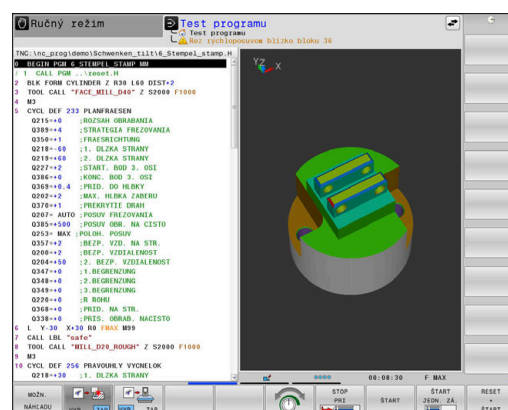 Ručný režim
Test programu
Test programu
Rez rýchloposuvom blízko bloku 36
TNC:\nc_prog\demo\Schwenken_tilt\6_Stempel_stamp.H
0 BEGIN PGM 6_STEMPEL_STAMP MM
/ 1 CALL PGM ..\reset.H
2 BLK FORM CYLINDER Z R30 L60 DIST+2
3 TOOL CALL "FACE_MILL_D40" Z S2000 F1000
4 M3
5 CYCL DEF 233 PLANFRAESEN
Q215=+0 ;ROZSAH OBRABANIA
Q389=+4 ;STRATEGIA FREZOVANIA
Q350=+1 ;FRAESRICHTUNG
Q218=-60 ;1. DLZKA STRANY
Q219=+60 ;2. DLZKA STRANY
Q227=+2 ;START. BOD 3. OSI
Q386=+0 ;KONC. BOD 3. OSI
Q369=+0.4 ;PRID. DO HLBKY
Q202=+2 ;MAX. HLBKA ZABERU
Q370=+1 ;PREKRYTIE DRAH
Q207= AUTO ;POSUV FREZOVANIA
Q385=+500 ;POSUV OBR. NA CISTO
Q253= MAX ;POLOH. POSUV
Q357=+2 ;BEZP. VZD. NA STR.
Q200=+2 ;BEZP. VZDIALENOST
Q204=+50 ;2. BEZP. VZDIALENOST
Q347=+0 ;1.BEGRENZUNG
Q348=+0 ;2.BEGRENZUNG
Q349=+0 ;3.BEGRENZUNG
Q220=+0 ;R ROHU
Q368=+0 ;PRID. NA STR.
Q338=+0 ;PRIS. OBRAB. NACISTO
6 L Y-30 X+30 R0 FMAX M99
7 CALL LBL "safe"
8 TOOL CALL "MILL_D20_ROUGH" Z S2000 F1000
9 M3
10 CYCL DEF 256 PRAVOUHLY VYCNELOK
Q218=+30 ;1. DLZKA STRANY
Y Z X
00:08:30 F MAX
MOŽN.
NÁHĽADU
VYP. ZAP.
VYP. ZAP.
STOP
PRI
ŠTART
ŠTART
JEDN. ZÁ.
RESET
+
ŠTART